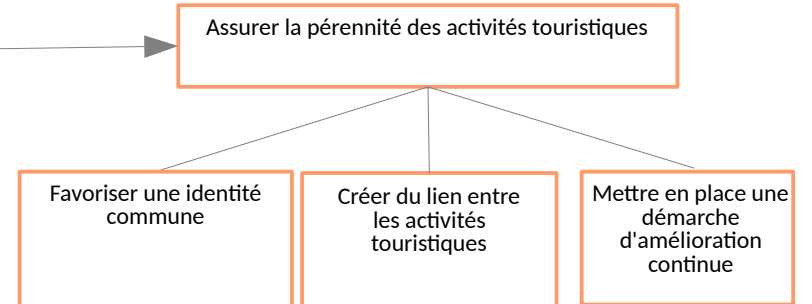 Assurer la pérennité des activités touristiques
Favoriser une identité
commune
Créer du lien entre
les activités
touristiques
Mettre en place une
démarche
d'amélioration
continue